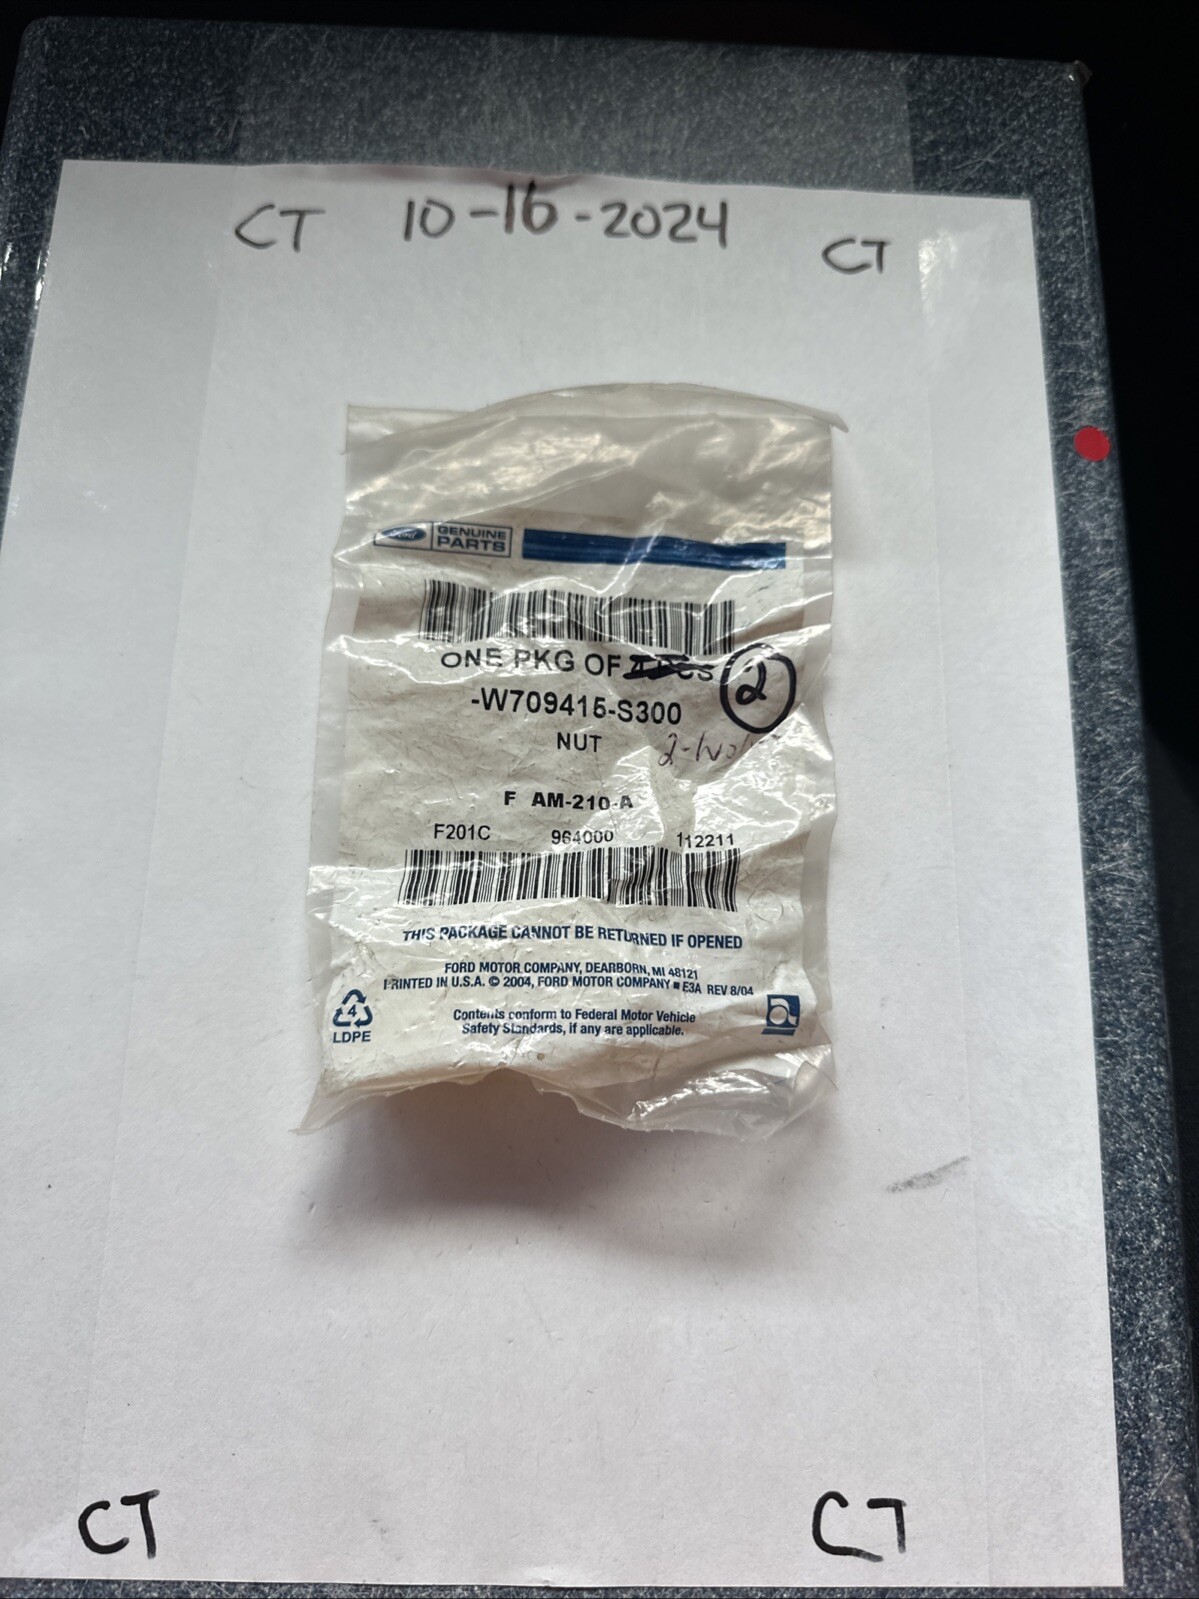 CT 10-16-2024 CT
Ford GENUINE
PARTS
ONE PKG OF
2
-W709415-S300
NUT
F AM-210-A
F201C 964000 112211
THIS PACKAGE CANNOT BE RETURNED IF OPENED
FORD MOTOR COMPANY, DEARBORN, MI 48121
PRINTED IN U.S.A. © 2004, FORD MOTOR COMPANY ■ E3A REV 8/04
Contents conform to Federal Motor Vehicle
Safety Standards, if any are applicable.
4
LDPE
CT CT